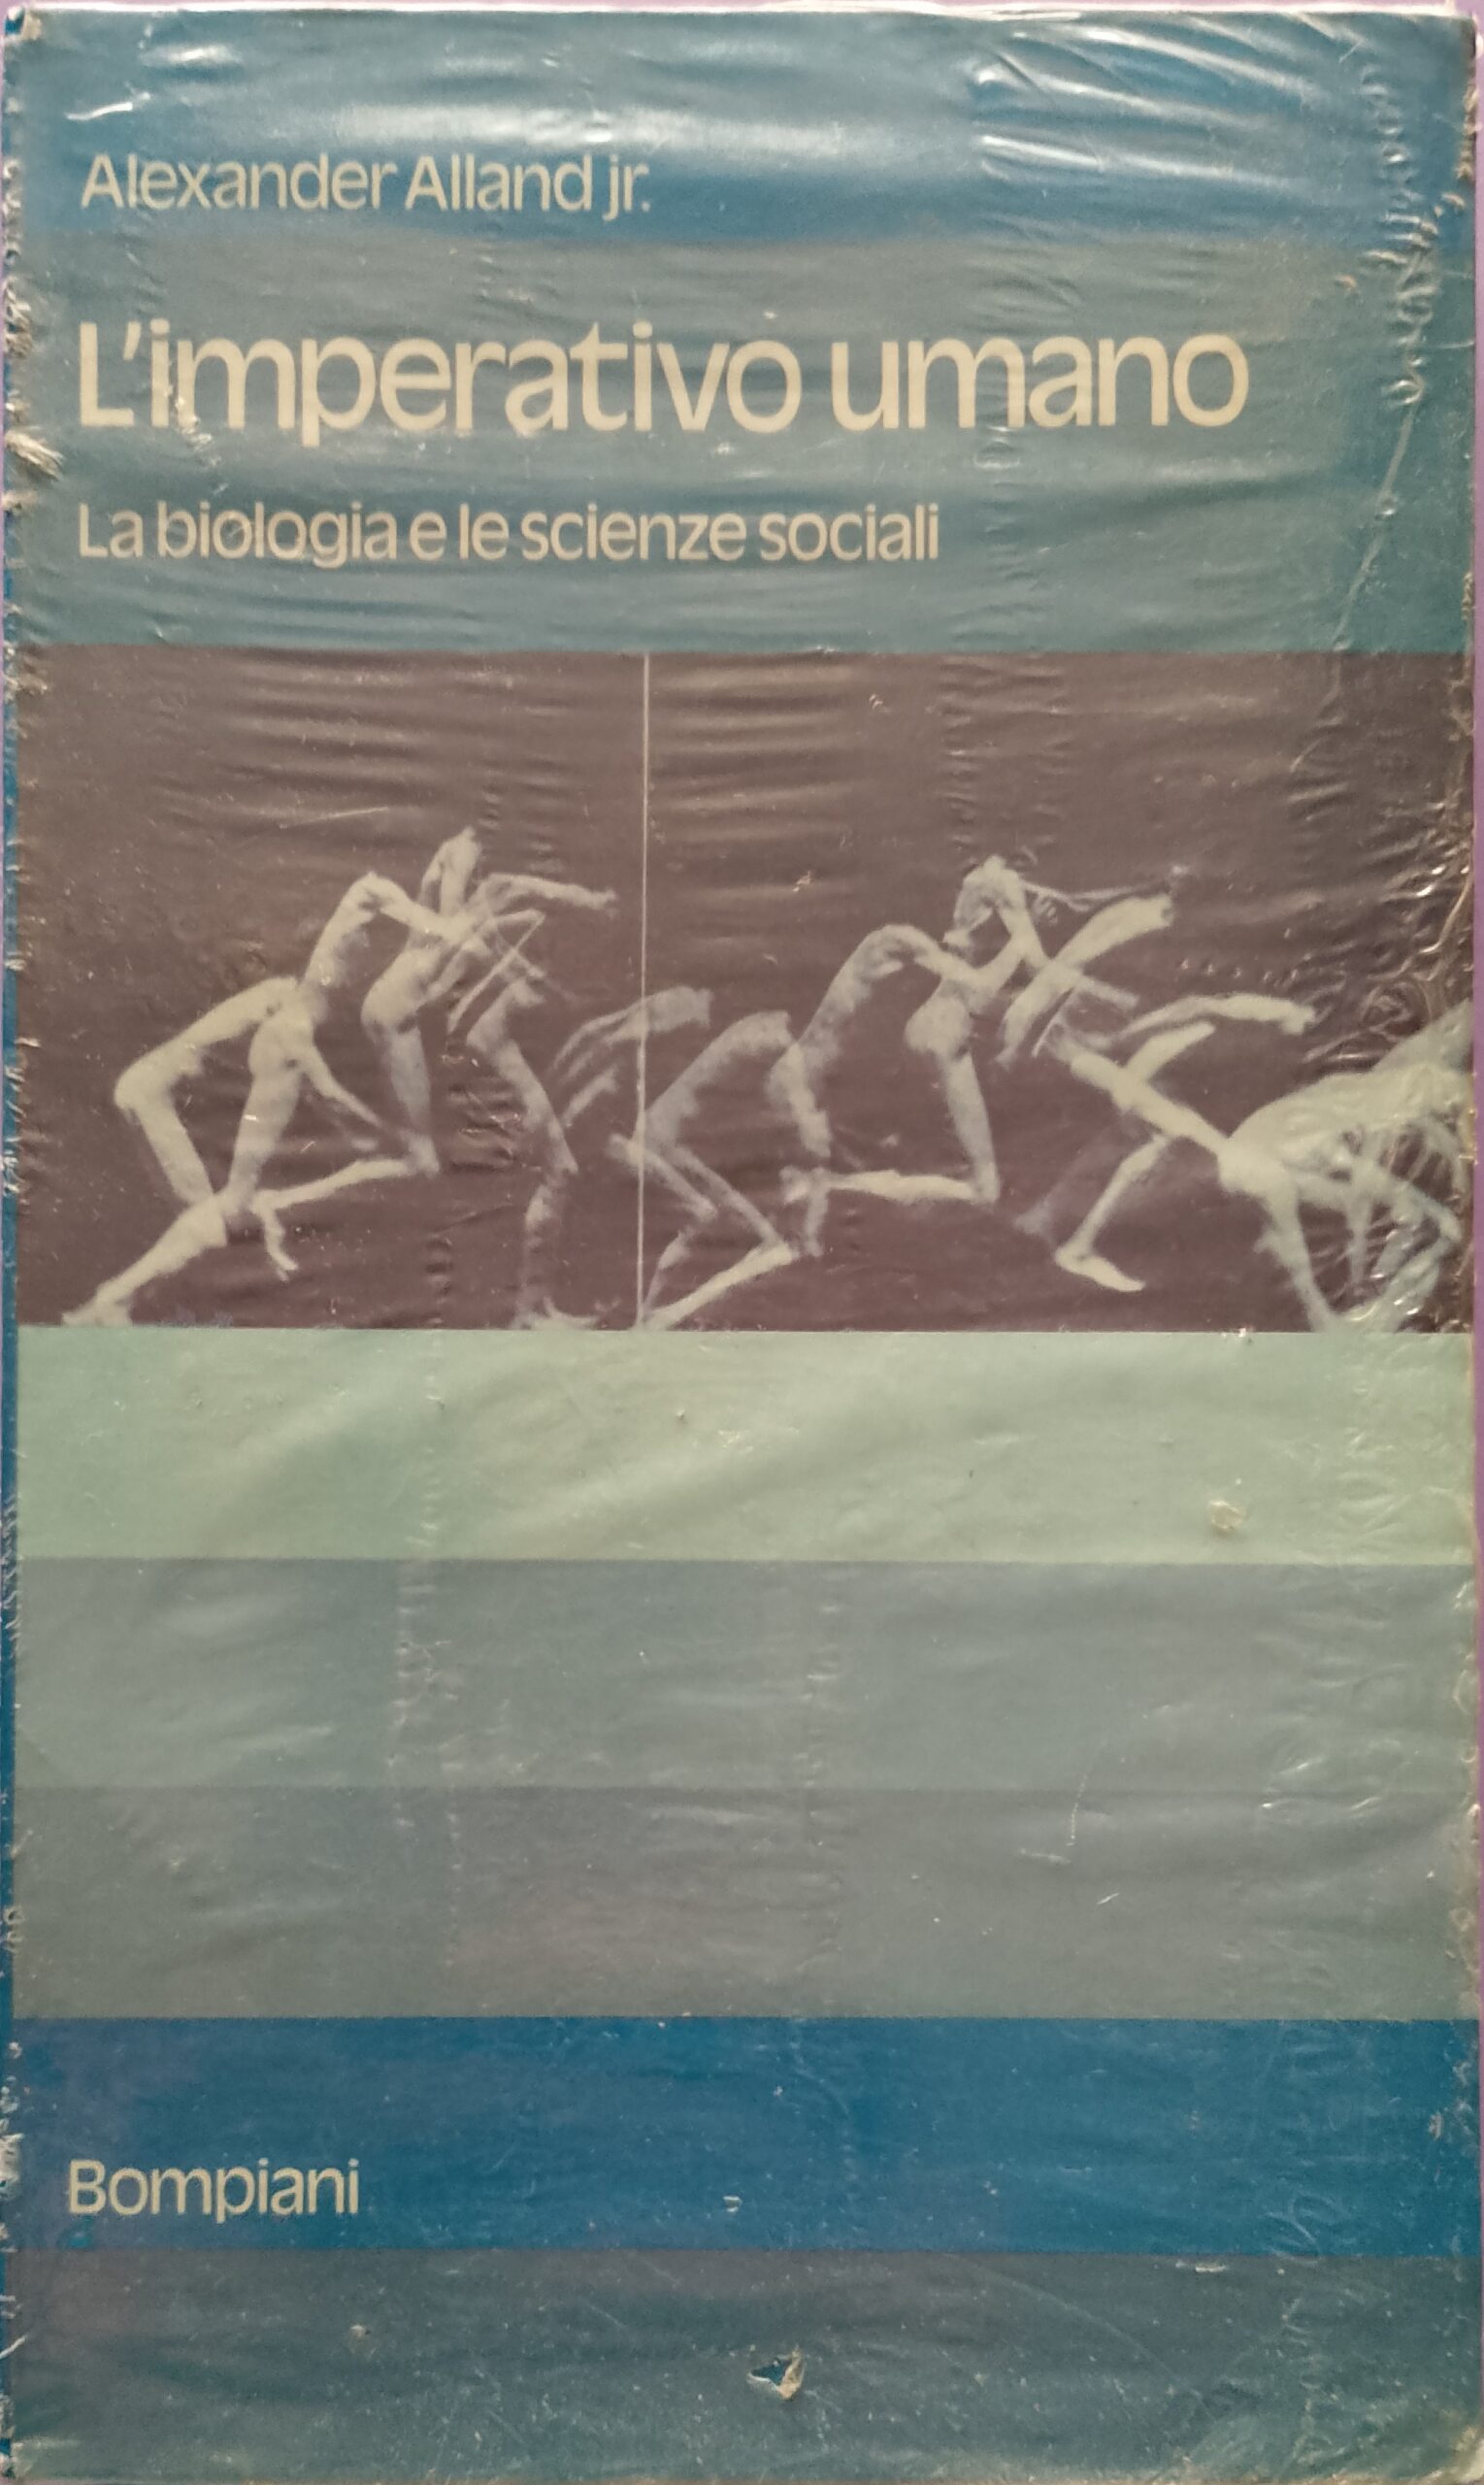 Alexander Alland jr.
L'imperativo umano
La biologia e le scienze sociali
Bompiani